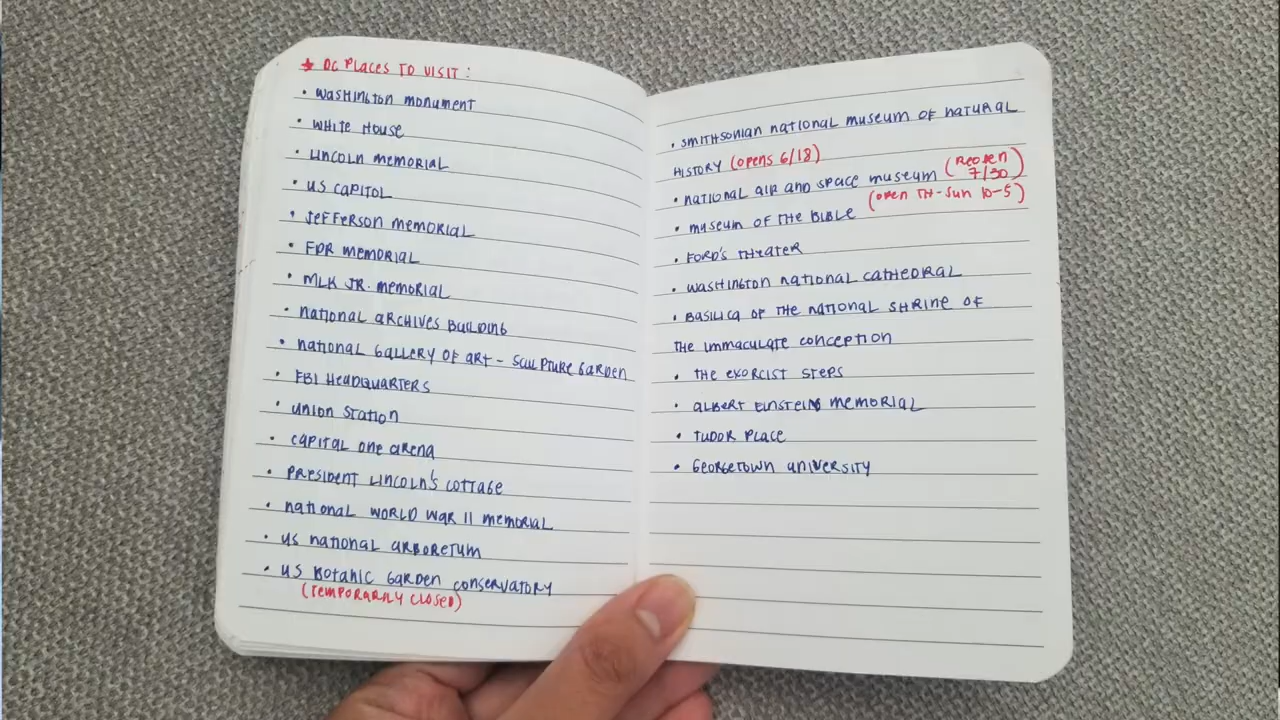 ★ DC PLACES TO VISIT:
• WASHINGTON MONUMENT
• WHITE HOUSE
• LINCOLN MEMORIAL
• US CAPITOL
• JEFFERSON MEMORIAL
• FDR MEMORIAL
• MLK JR. MEMORIAL
• NATIONAL ARCHIVES BUILDING
• NATIONAL GALLERY OF ART - SCULPTURE GARDEN
• FBI HEADQUARTERS
• UNION STATION
• CAPITAL ONE ARENA
• PRESIDENT LINCOLN'S COTTAGE
• NATIONAL WORLD WAR II MEMORIAL
• US NATIONAL ARBORETUM
• US BOTANIC GARDEN CONSERVATORY
(TEMPORARILY CLOSED)
• SMITHSONIAN NATIONAL MUSEUM OF NATURAL
HISTORY (OPENS 6/18)
• NATIONAL AIR AND SPACE MUSEUM (REOPEN 7/30)
• MUSEUM OF THE BIBLE (OPEN TH-SUN 10-5)
• FORD'S THEATER
• WASHINGTON NATIONAL CATHEDRAL
• BASILICA OF THE NATIONAL SHRINE OF
THE IMMACULATE CONCEPTION
• THE EXORCIST STEPS
• ALBERT EINSTEIN MEMORIAL
• TUDOR PLACE
• GEORGETOWN UNIVERSITY